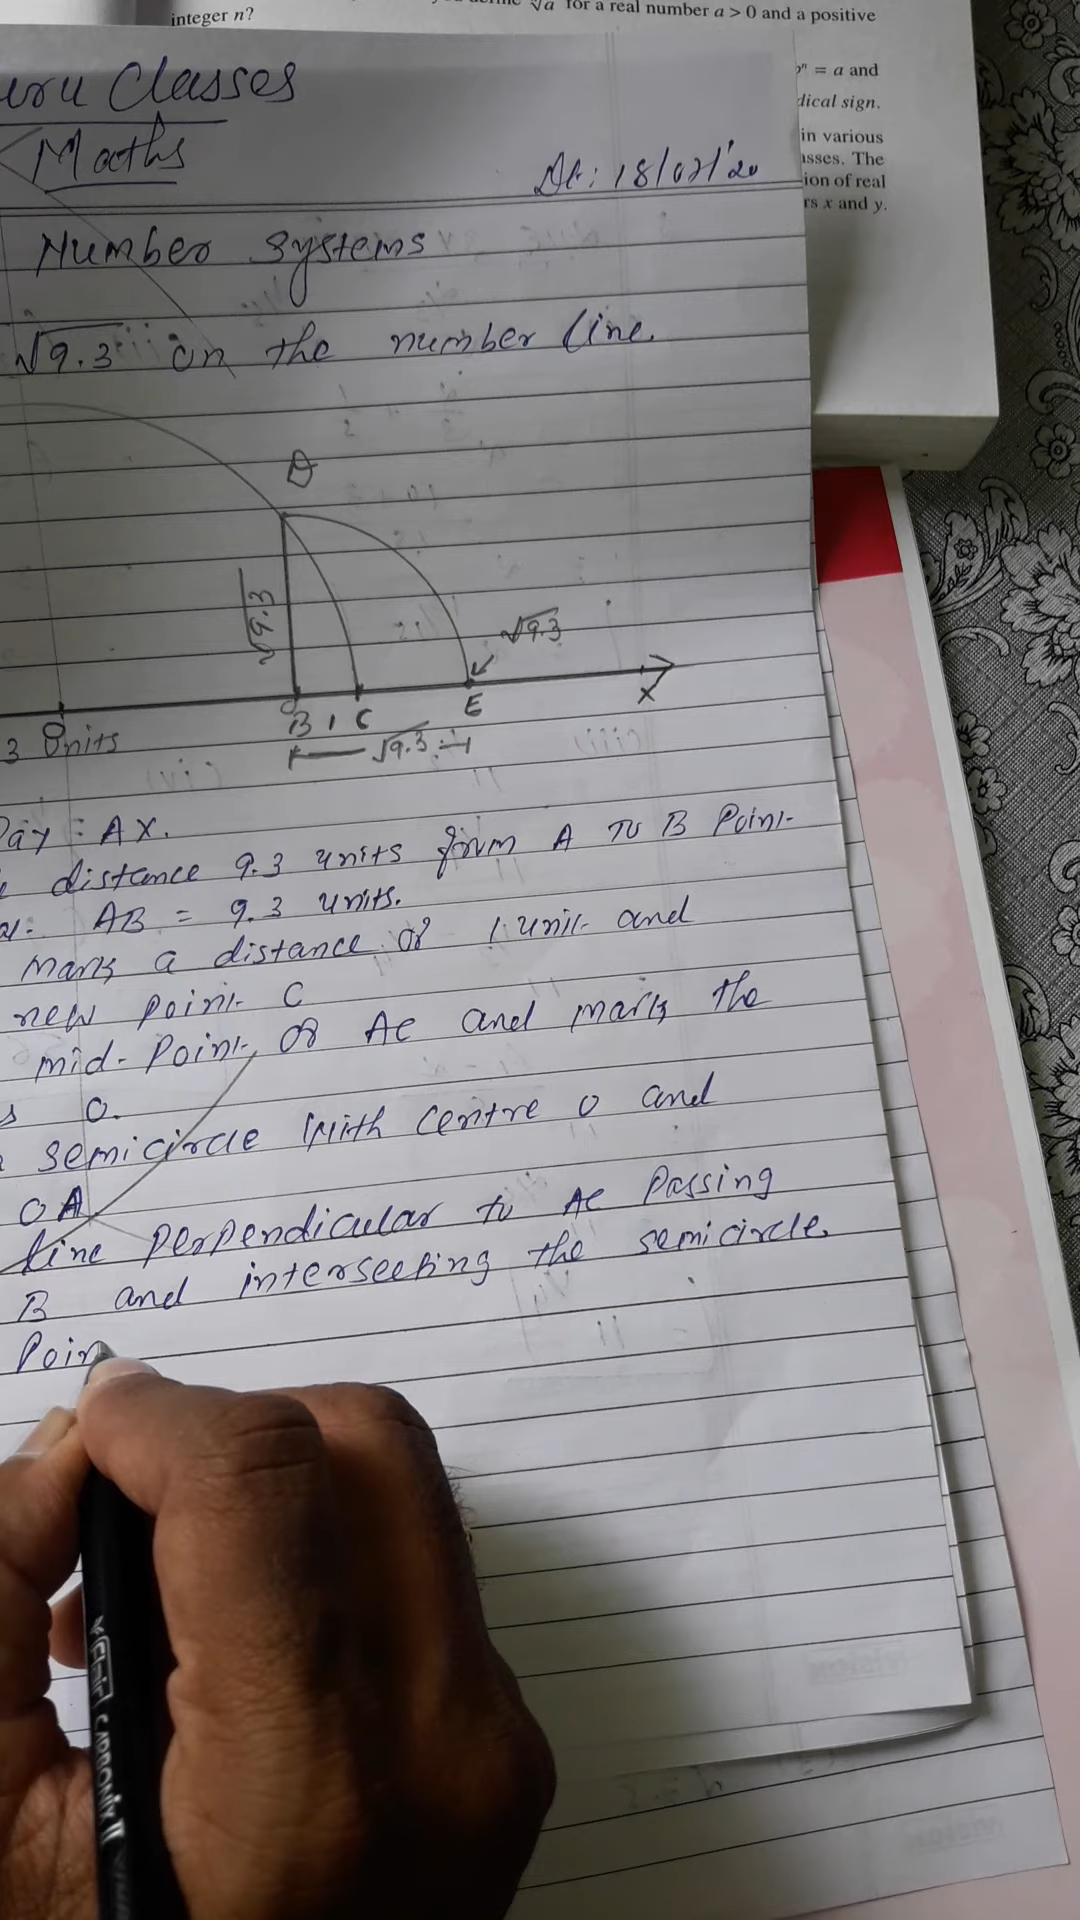 integer n?
√a for a real number a > 0 and a positive
= a and
dical sign.
in various
asses. The
ion of real
rs x and y.
uru Classes
Maths
Dt: 18/07/20
Number Systems
√9.3 on the number line.
D
√9.3
√9.3
B 1 C
E
X
√9.3
3 Units
Ray = AX.
distance 9.3 units from A to B Point
AB = 9.3 units.
mark a distance of 1 unit and
new point C
mid-Point of AC and mark the
s O.
semicircle with centre O and
OA
line perpendicular to AC passing
B and interseeting the semicircle.
Poin